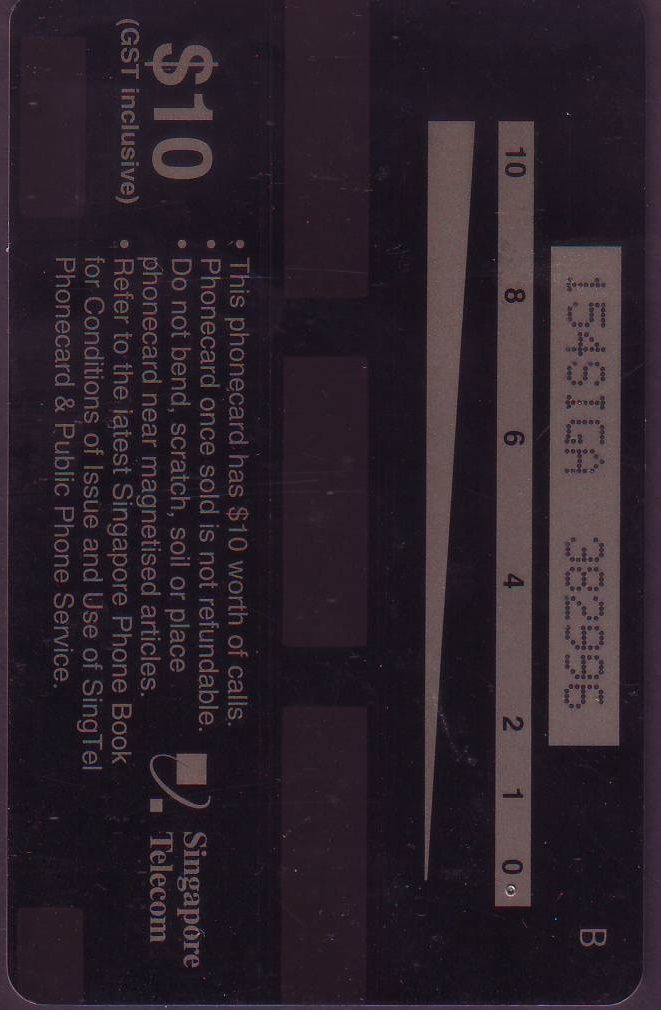 154SIGA 382996
B
10 8 6 4 2 1 0
$10
(GST inclusive)
• This phonecard has $10 worth of calls.
• Phonecard once sold is not refundable.
• Do not bend, scratch, soil or place
phonecard near magnetised articles.
• Refer to the latest Singapore Phone Book
for Conditions of Issue and Use of SingTel
Phonecard & Public Phone Service.
Singapore
Telecom